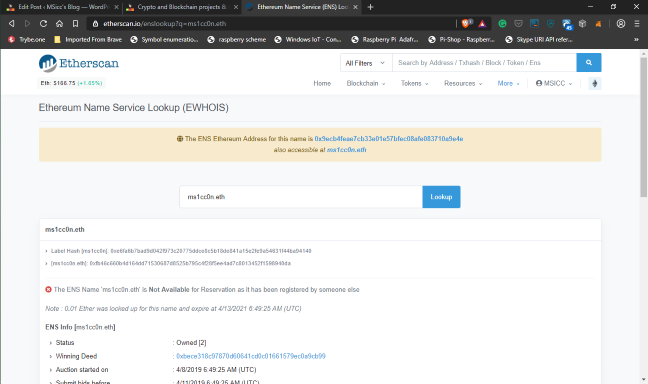 Edit Post ‹ MSicc's Blog — WordPr
Crypto and Blockchain projects &
Ethereum Name Service (ENS) Loo
etherscan.io/enslookup?q=ms1cc0n.eth
Trybe.one
Imported From Brave
Symbol enumeratio...
raspberry scheme
Windows IoT - Con...
Raspberry Pi Adafr...
Pi-Shop - Raspberr...
Skype URI API refer...
Etherscan
All Filters
Search by Address / Txhash / Block / Token / Ens
Eth: $166.75 (+1.65%)
Home
Blockchain
Tokens
Resources
More
MSICC
Ethereum Name Service Lookup (EWHOIS)
The ENS Ethereum Address for this name is
also accessible at ms1cc0n.eth
ms1cc0n.eth
Lookup
ms1cc0n.eth
Label Hash [ms1cc0n]:
[ms1cc0n.eth]:
The ENS Name 'ms1cc0n.eth' is Not Available for Reservation as it has been registered by someone else
Note : 0.01 Ether was locked up for this name and expire at 4/13/2021 6:49:25 AM (UTC)
ENS Info [ms1cc0n.eth]
Status : Owned [2]
Winning Deed :
Auction started on : 4/8/2019 6:49:25 AM (UTC)
Submit bids before : 4/11/2019 6:49:25 AM (UTC)